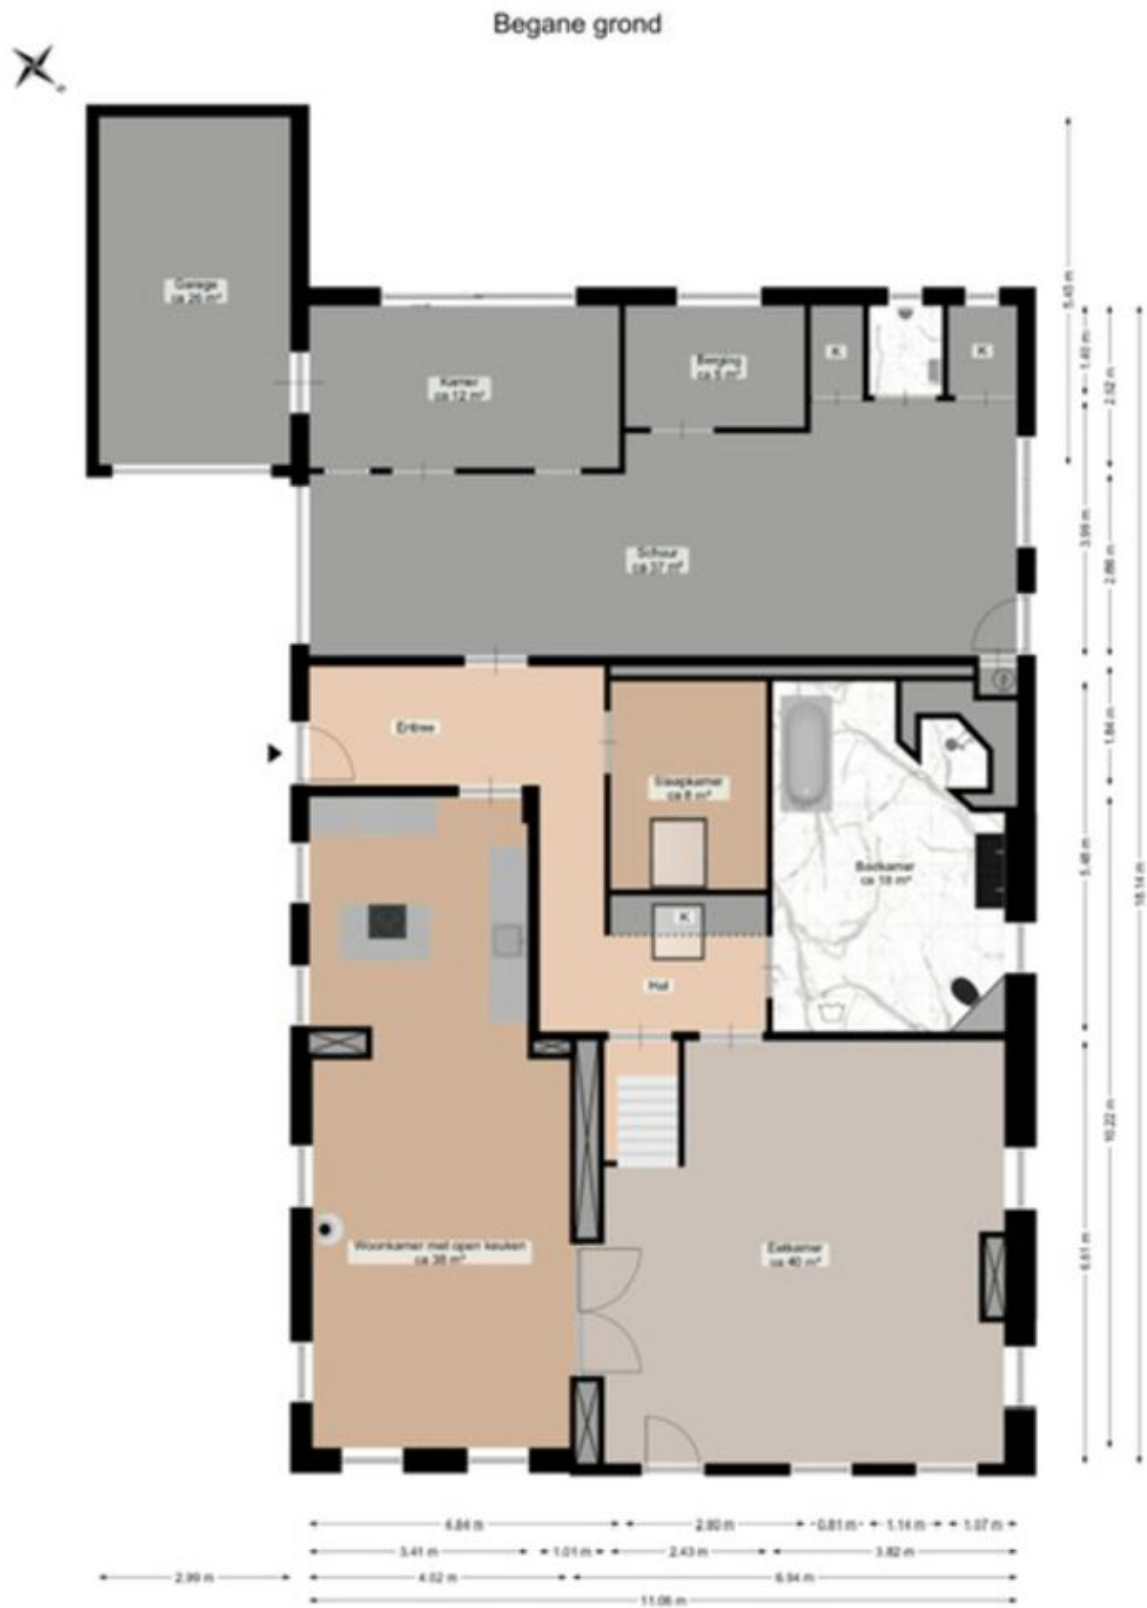 Begane grond
Garage
ca 20 m²
Kamer
ca 12 m²
Berging
K
K
5.45 m
1.40 m
2.52 m
Schuur
ca 37 m²
3.99 m
2.86 m
Entree
1.84 m
Slaapkamer
ca 8 m²
Badkamer
ca 18 m²
5.48 m
18.14 m
K
Hal
10.22 m
Woonkamer met open keuken
ca 38 m²
Eetkamer
ca 40 m²
6.61 m
4.84 m
2.80 m
0.81 m
1.14 m
1.07 m
3.41 m
1.01 m
2.43 m
3.82 m
2.99 m
4.02 m
6.94 m
11.06 m